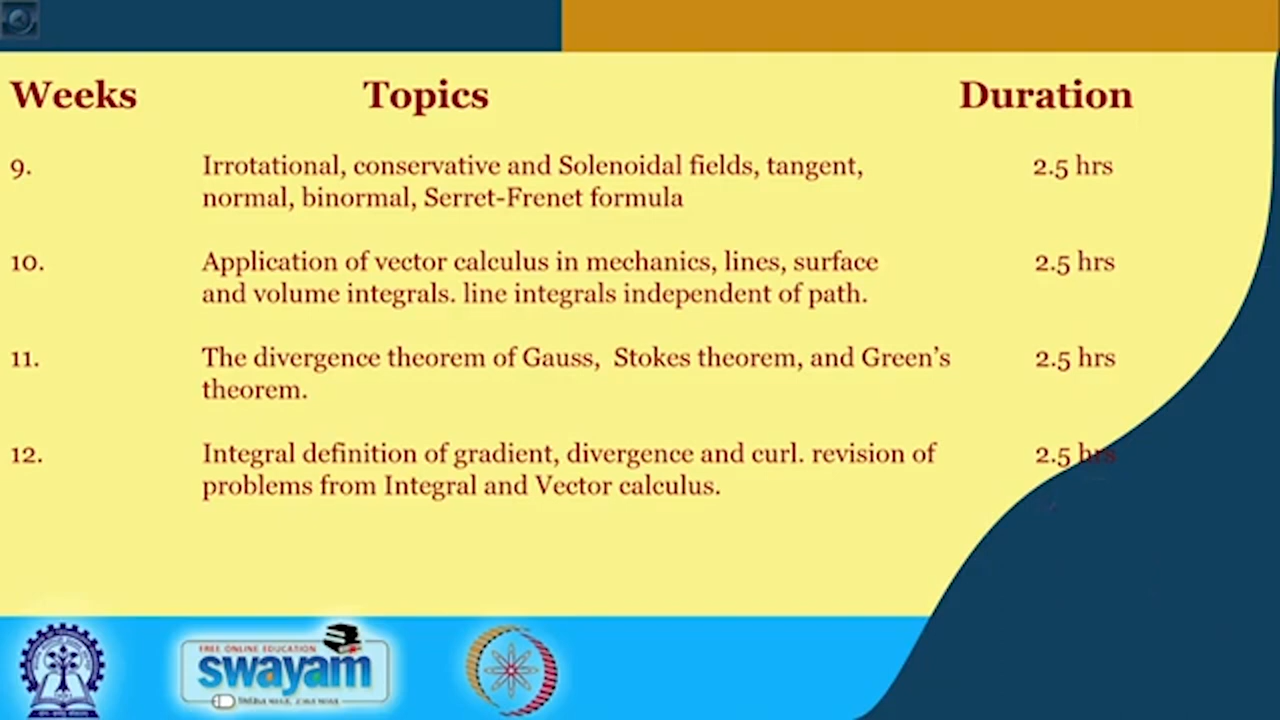 Weeks Topics Duration
9. Irrotational, conservative and Solenoidal fields, tangent, 2.5 hrs
normal, binormal, Serret-Frenet formula
10. Application of vector calculus in mechanics, lines, surface 2.5 hrs
and volume integrals. line integrals independent of path.
11. The divergence theorem of Gauss, Stokes theorem, and Green’s 2.5 hrs
theorem.
12. Integral definition of gradient, divergence and curl. revision of 2.5 hrs
problems from Integral and Vector calculus.
FREE ONLINE EDUCATION
swayam